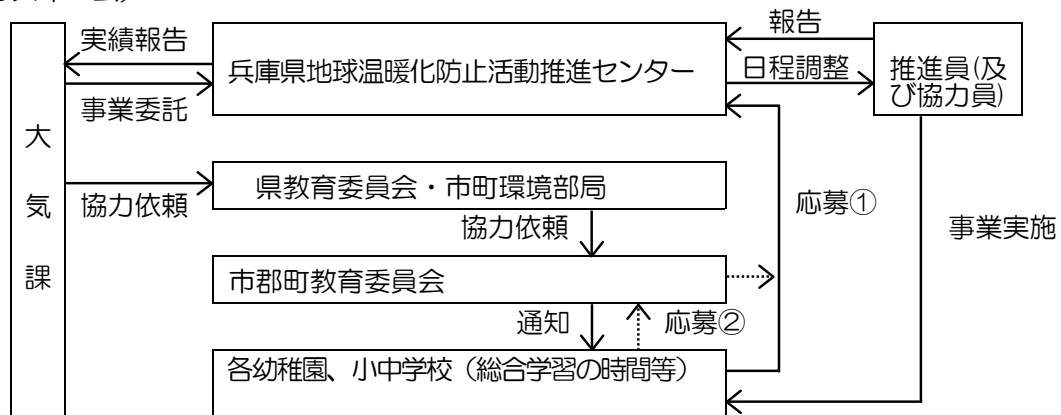 報告
実績報告
兵庫県地球温暖化防止活動推進センター
日程調整
推進員(及
び協力員)
事業委託
大
気
課
県教育委員会・市町環境部局
協力依頼
応募①
協力依頼
事業実施
市郡町教育委員会
通知
応募②
各幼稚園、小中学校（総合学習の時間等）